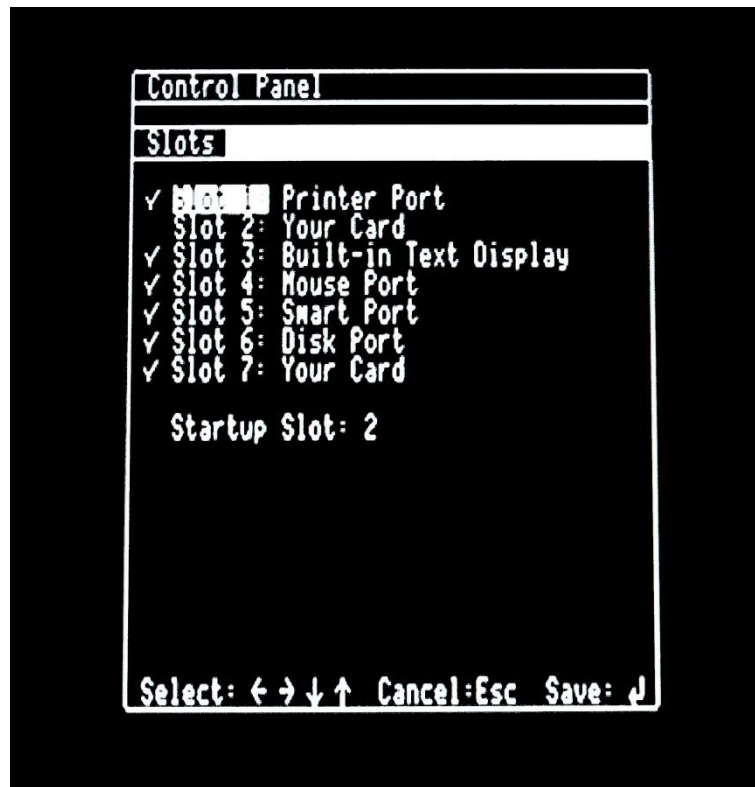 Control Panel
Slots
✓ Slot 1: Printer Port
Slot 2: Your Card
✓ Slot 3: Built-in Text Display
✓ Slot 4: Mouse Port
✓ Slot 5: Smart Port
✓ Slot 6: Disk Port
✓ Slot 7: Your Card
Startup Slot: 2
Select: ← → ↓ ↑ Cancel:Esc Save: ↵